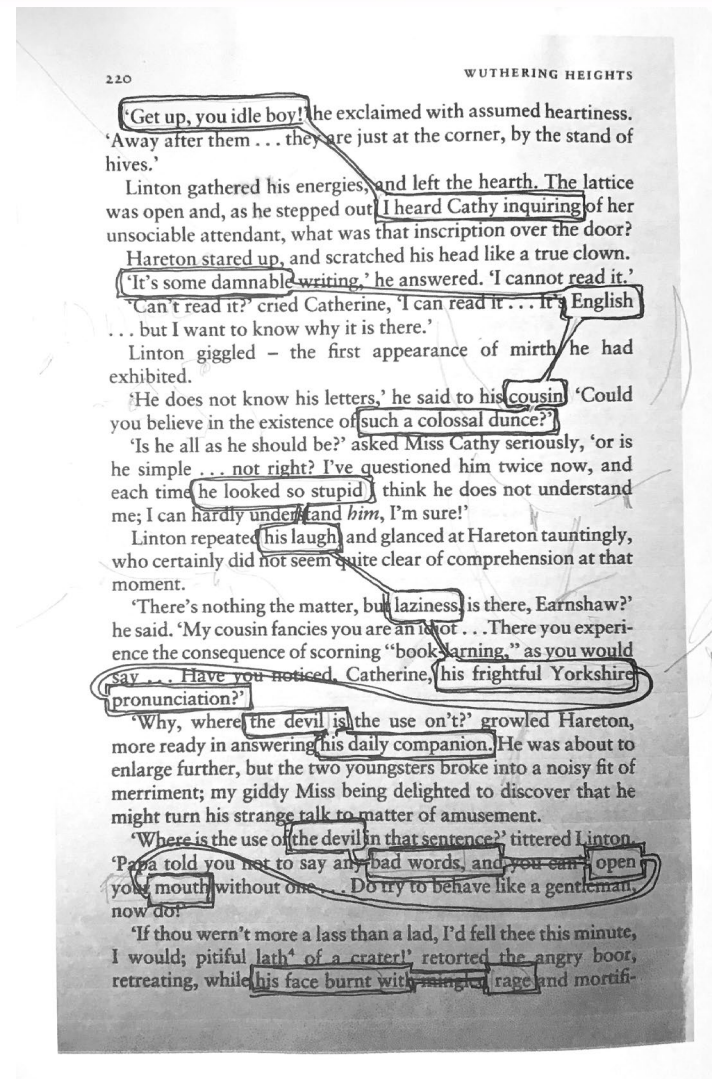 220 WUTHERING HEIGHTS
‘Get up, you idle boy!’ he exclaimed with assumed heartiness.
‘Away after them . . . they are just at the corner, by the stand of
hives.’
Linton gathered his energies, and left the hearth. The lattice
was open and, as he stepped out I heard Cathy inquiring of her
unsociable attendant, what was that inscription over the door?
Hareton stared up, and scratched his head like a true clown.
‘It's some damnable writing,’ he answered. ‘I cannot read it.’
‘Can't read it?’ cried Catherine, ‘I can read it . . . It's English
. . . but I want to know why it is there.’
Linton giggled – the first appearance of mirth he had
exhibited.
‘He does not know his letters,’ he said to his cousin. ‘Could
you believe in the existence of such a colossal dunce?’
‘Is he all as he should be?’ asked Miss Cathy seriously, ‘or is
he simple . . . not right? I've questioned him twice now, and
each time he looked so stupid I think he does not understand
me; I can hardly understand him, I'm sure!’
Linton repeated his laugh, and glanced at Hareton tauntingly,
who certainly did not seem quite clear of comprehension at that
moment.
‘There's nothing the matter, but laziness, is there, Earnshaw?’
he said. ‘My cousin fancies you are an idiot . . . There you experi-
ence the consequence of scorning “book-larning,” as you would
say . . . Have you noticed, Catherine, his frightful Yorkshire
pronunciation?’
‘Why, where the devil is the use on't?’ growled Hareton,
more ready in answering his daily companion. He was about to
enlarge further, but the two youngsters broke into a noisy fit of
merriment; my giddy Miss being delighted to discover that he
might turn his strange talk to matter of amusement.
‘Where is the use of the devil in that sentence?’ tittered Linton.
‘Papa told you not to say any bad words, and you can't open
your mouth without one . . . Do try to behave like a gentleman,
now do!’
‘If thou wern't more a lass than a lad, I'd fell thee this minute,
I would; pitiful lath⁴ of a crater!’ retorted the angry boor,
retreating, while his face burnt with mingled rage and mortifi-